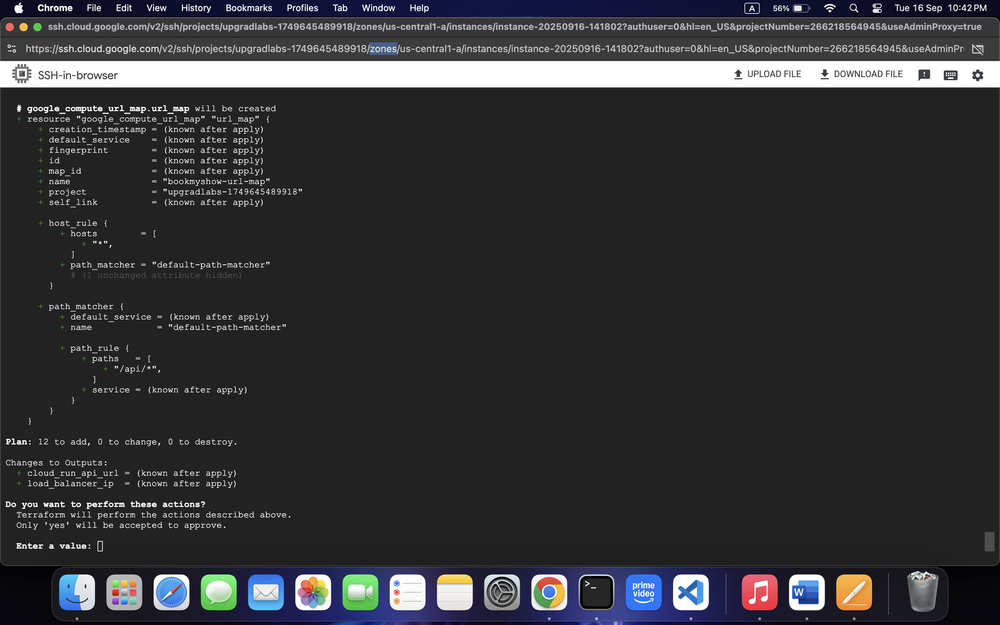 Chrome File Edit View History Bookmarks Profiles Tab Window Help A 56% Tue 16 Sep 10:42 PM
ssh.cloud.google.com/v2/ssh/projects/upgradlabs-1749645489918/zones/us-central1-a/instances/instance-20250916-141802?authuser=0&hl=en_US&projectNumber=266218564945&useAdminProxy=true
https://ssh.cloud.google.com/v2/ssh/projects/upgradlabs-1749645489918/zones/us-central1-a/instances/instance-20250916-141802?authuser=0&hl=en_US&projectNumber=266218564945&useAdminPr
SSH-in-browser UPLOAD FILE DOWNLOAD FILE
# google_compute_url_map.url_map will be created
+ resource "google_compute_url_map" "url_map" {
+ creation_timestamp = (known after apply)
+ default_service = (known after apply)
+ fingerprint = (known after apply)
+ id = (known after apply)
+ map_id = (known after apply)
+ name = "bookmyshow-url-map"
+ project = "upgradlabs-1749645489918"
+ self_link = (known after apply)
+ host_rule {
+ hosts = [
+ "*",
]
+ path_matcher = "default-path-matcher"
# (1 unchanged attribute hidden)
}
+ path_matcher {
+ default_service = (known after apply)
+ name = "default-path-matcher"
+ path_rule {
+ paths = [
+ "/api/*",
]
+ service = (known after apply)
}
}
}
Plan: 12 to add, 0 to change, 0 to destroy.
Changes to Outputs:
+ cloud_run_api_url = (known after apply)
+ load_balancer_ip = (known after apply)
Do you want to perform these actions?
Terraform will perform the actions described above.
Only 'yes' will be accepted to approve.
Enter a value:
>_
prime
video
W